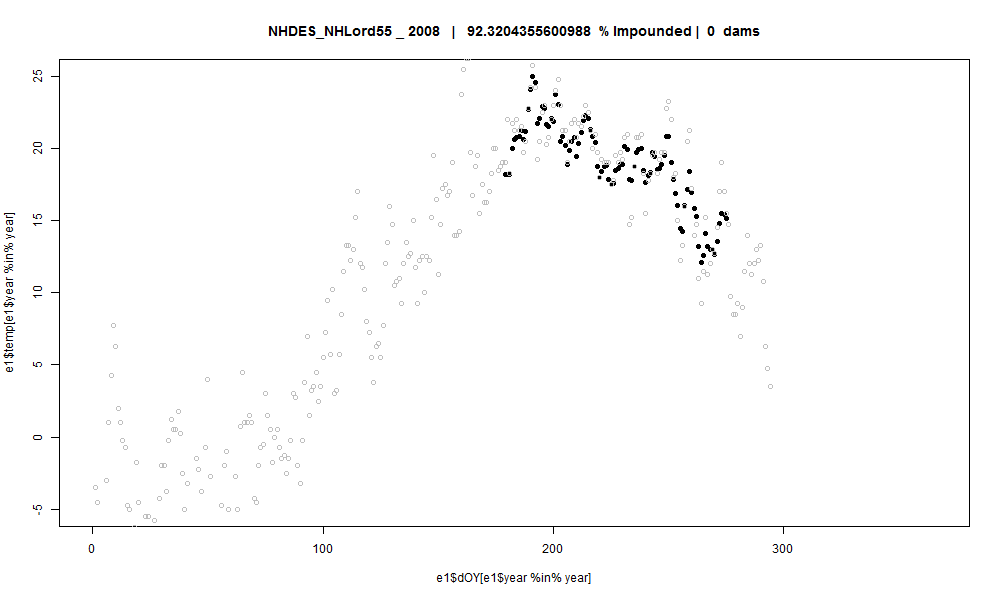 NHDES_NHLord55 _ 2008 | 92.3204355600988 % Impounded | 0 dams
25
20
15
10
5
0
-5
e1$temp[e1$year %in% year]
0 100 200 300
e1$dOY[e1$year %in% year]